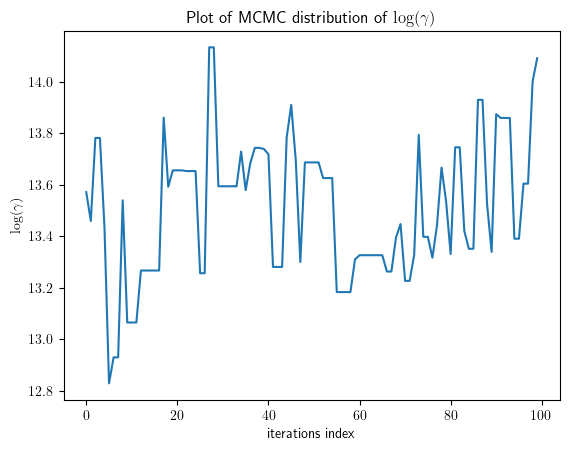 Plot of MCMC distribution of log(γ)
log(γ)
14.0
13.8
13.6
13.4
13.2
13.0
12.8
0 20 40 60 80 100
iterations index